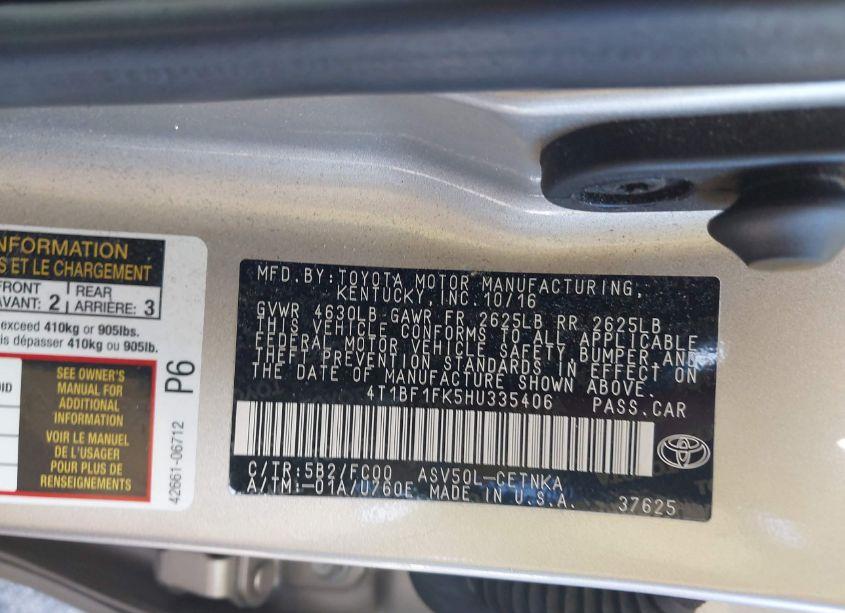 INFORMATION
S ET LE CHARGEMENT
FRONT
AVANT: 2
REAR
ARRIÈRE: 3
exceed 410kg or 905lbs.
is dépasser 410kg ou 905lb.
SEE OWNER'S
MANUAL FOR
ADDITIONAL
INFORMATION
VOIR LE MANUEL
DE L'USAGER
POUR PLUS DE
RENSEIGNEMENTS
P6
42661-06712
MFD.BY:TOYOTA MOTOR MANUFACTURING,
KENTUCKY,INC.10/16
GVWR 4630LB GAWR FR 2625LB RR 2625LB
THIS VEHICLE CONFORMS TO ALL APPLICABLE
FEDERAL MOTOR VEHICLE SAFETY, BUMPER AND
THEFT PREVENTION STANDARDS IN EFFECT ON
THE DATE OF MANUFACTURE SHOWN ABOVE.
4T1BF1FK5HU335406 PASS.CAR
C/TR:5B2/FC00 ASV50L-CETNKA
A/TM:-01A/U760E MADE IN U.S.A. 37625